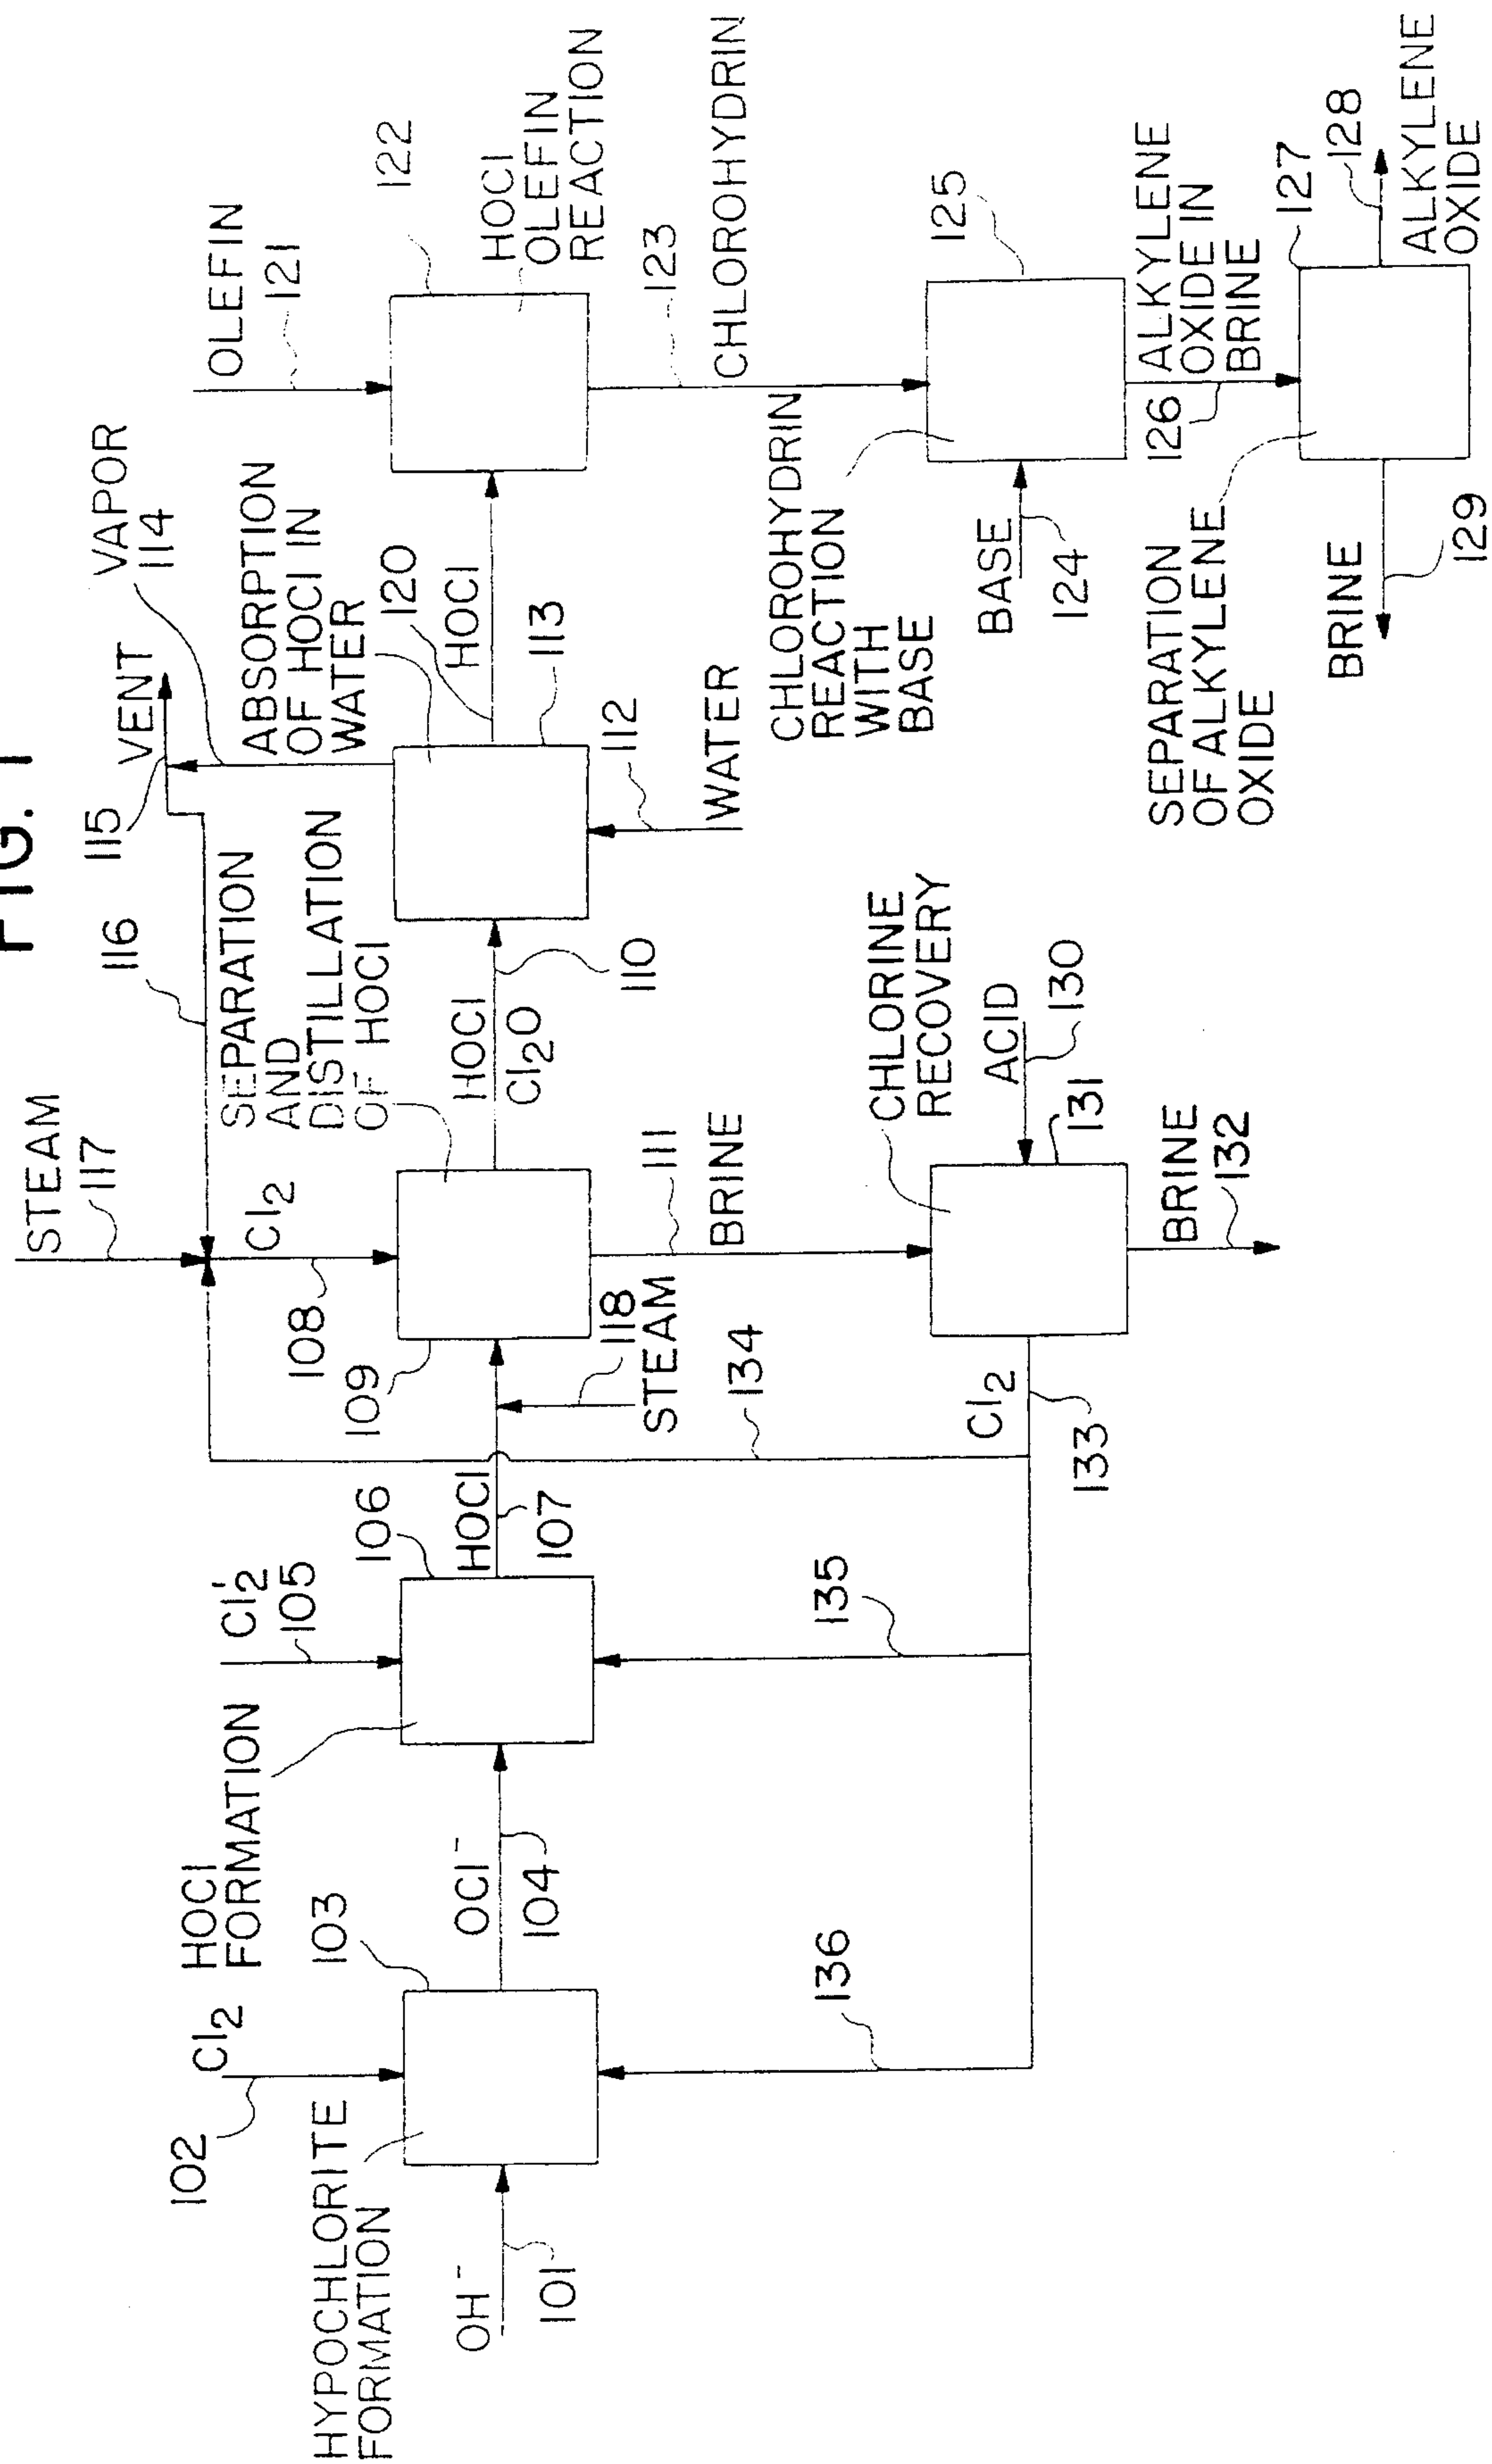 FIG. 1
STEAM
117
116
115
VENT
VAPOR
114
OLEFIN
121
122
HOCl
OLEFIN
REACTION
Cl2
102
HYPOCHLORITE
FORMATION
103
OH-
101
OCl-
104
HOCl
FORMATION
Cl2
105
106
HOCl
107
108
Cl2
109
SEPARATION
AND
DISTILLATION
OF HOCl
118
STEAM
HOCl
Cl2O
110
ABSORPTION
OF HOCl IN
WATER
120
HOCl
113
112
WATER
123
CHLOROHYDRIN
111
BRINE
134
135
136
Cl2
133
CHLORINE
RECOVERY
ACID
130
131
BRINE
132
CHLOROHYDRIN
REACTION
WITH
BASE
BASE
124
125
126
ALKYLENE
OXIDE IN
BRINE
SEPARATION
OF ALKYLENE
OXIDE
127
128
ALKYLENE
OXIDE
BRINE
129